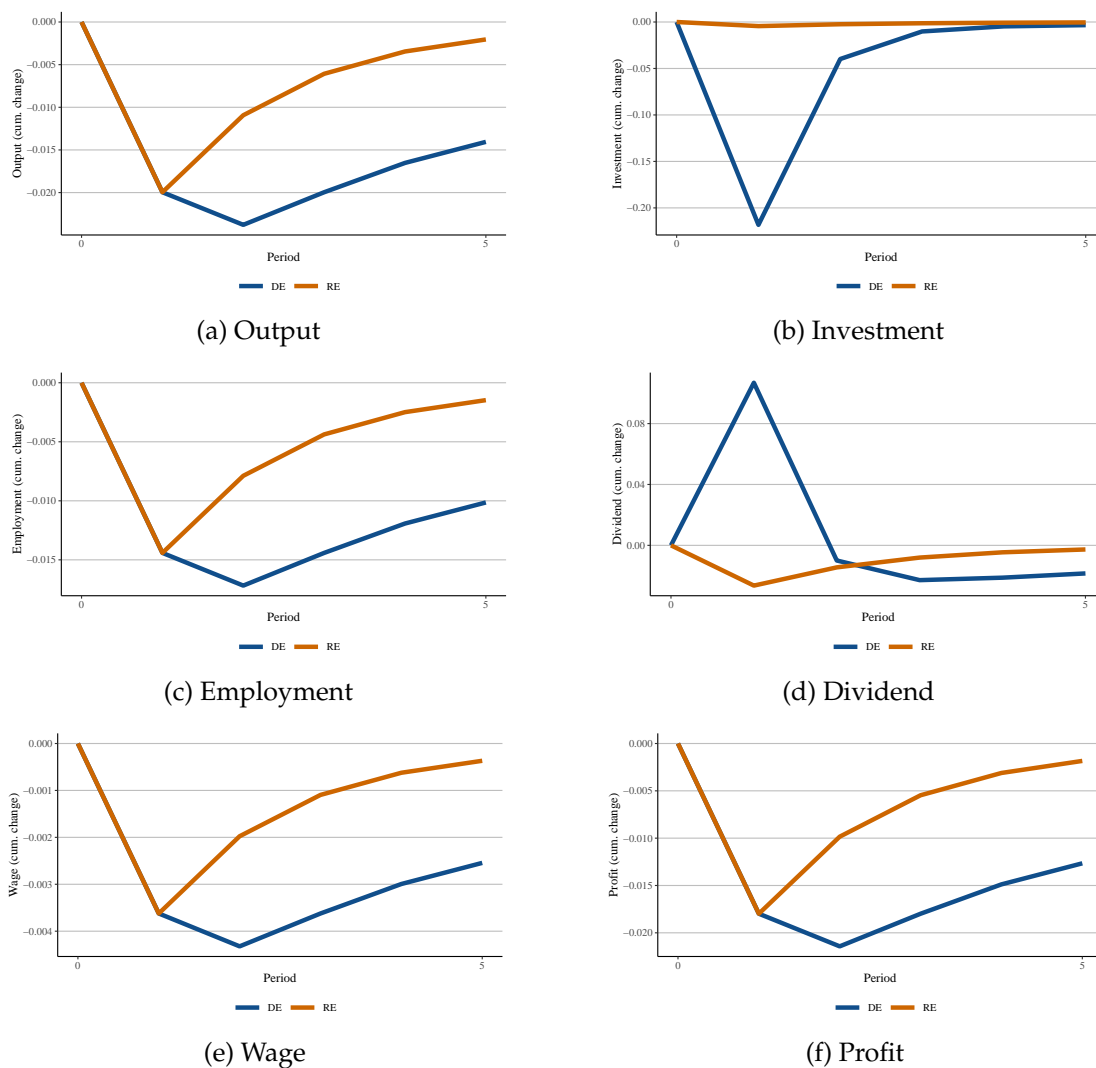 Output (cum. change)
0.000
−0.005
−0.010
−0.015
−0.020
0
5
Period
DE RE
(a) Output
Investment (cum. change)
0.00
−0.05
−0.10
−0.15
−0.20
0
5
Period
DE RE
(b) Investment
Employment (cum. change)
0.000
−0.005
−0.010
−0.015
0
5
Period
DE RE
(c) Employment
Dividend (cum. change)
0.08
0.04
0.00
0
5
Period
DE RE
(d) Dividend
Wage (cum. change)
0.000
−0.001
−0.002
−0.003
−0.004
0
5
Period
DE RE
(e) Wage
Profit (cum. change)
0.000
−0.005
−0.010
−0.015
−0.020
0
5
Period
DE RE
(f) Profit